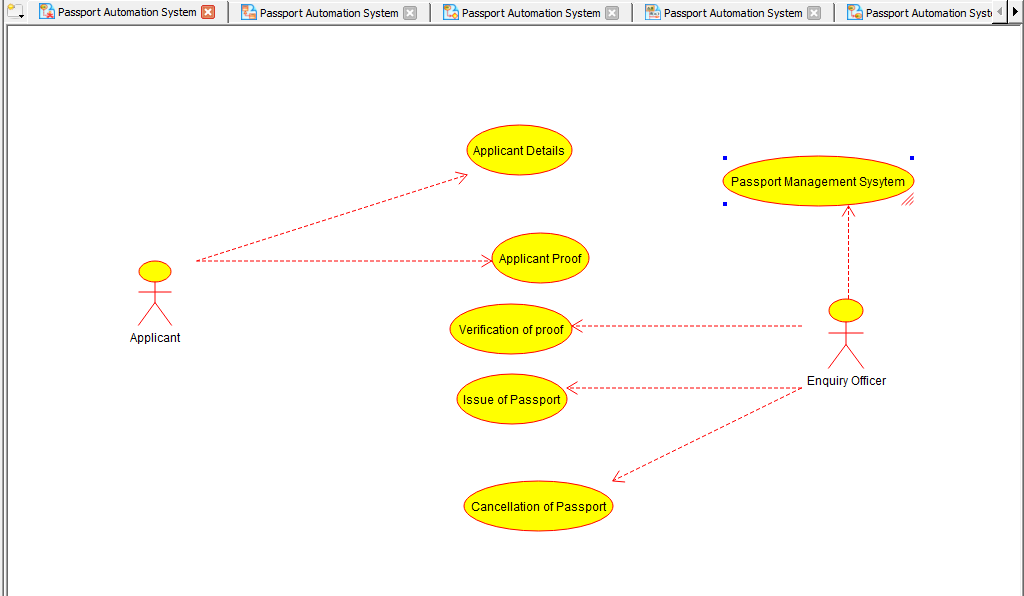 Passport Automation System
Passport Automation System
Passport Automation System
Passport Automation System
Passport Automation Syst
Applicant Details
Passport Management Sysytem
Applicant Proof
Verification of proof
Applicant
Enquiry Officer
Issue of Passport
Cancellation of Passport